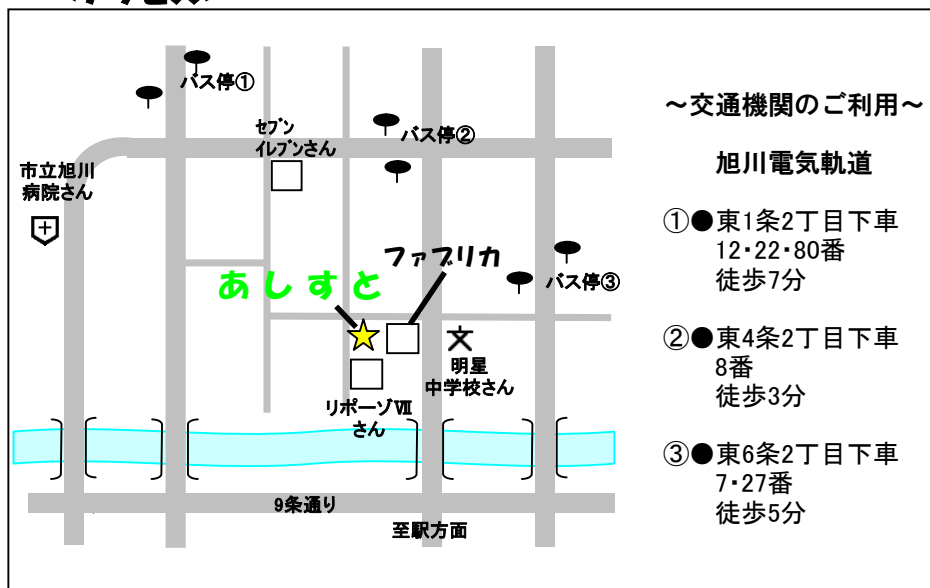 バス停①
セブン
イレブンさん
バス停②
市立旭川
病院さん
ファブリカ
あしすと
バス停③
文
明星
中学校さん
リポーゾⅦ
さん
9条通り
至駅方面
～交通機関のご利用～
旭川電気軌道
①●東1条2丁目下車
12・22・80番
徒歩7分
②●東4条2丁目下車
8番
徒歩3分
③●東6条2丁目下車
7・27番
徒歩5分